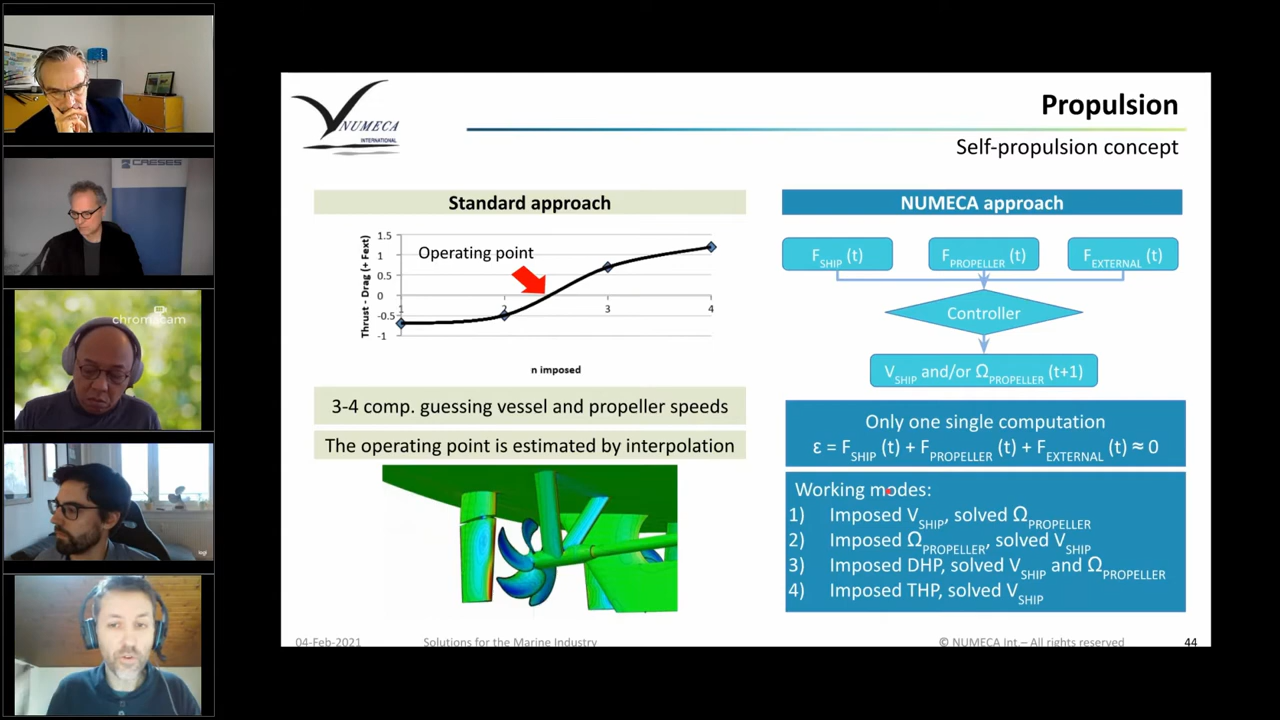 CAESES
chromacam
logi
NUMECA
INTERNATIONAL
Propulsion
Self-propulsion concept
Standard approach
Thrust - Drag (+ Fext)
1.5
1
0.5
0
-0.5
-1
1
2
3
4
Operating point
n imposed
3-4 comp. guessing vessel and propeller speeds
The operating point is estimated by interpolation
NUMECA approach
F_SHIP (t)
F_PROPELLER (t)
F_EXTERNAL (t)
Controller
V_SHIP and/or Ω_PROPELLER (t+1)
Only one single computation
ε = F_SHIP (t) + F_PROPELLER (t) + F_EXTERNAL (t) ≈ 0
Working modes:
1) Imposed V_SHIP, solved Ω_PROPELLER
2) Imposed Ω_PROPELLER, solved V_SHIP
3) Imposed DHP, solved V_SHIP and Ω_PROPELLER
4) Imposed THP, solved V_SHIP
04-Feb-2021
Solutions for the Marine Industry
© NUMECA Int.– All rights reserved
44